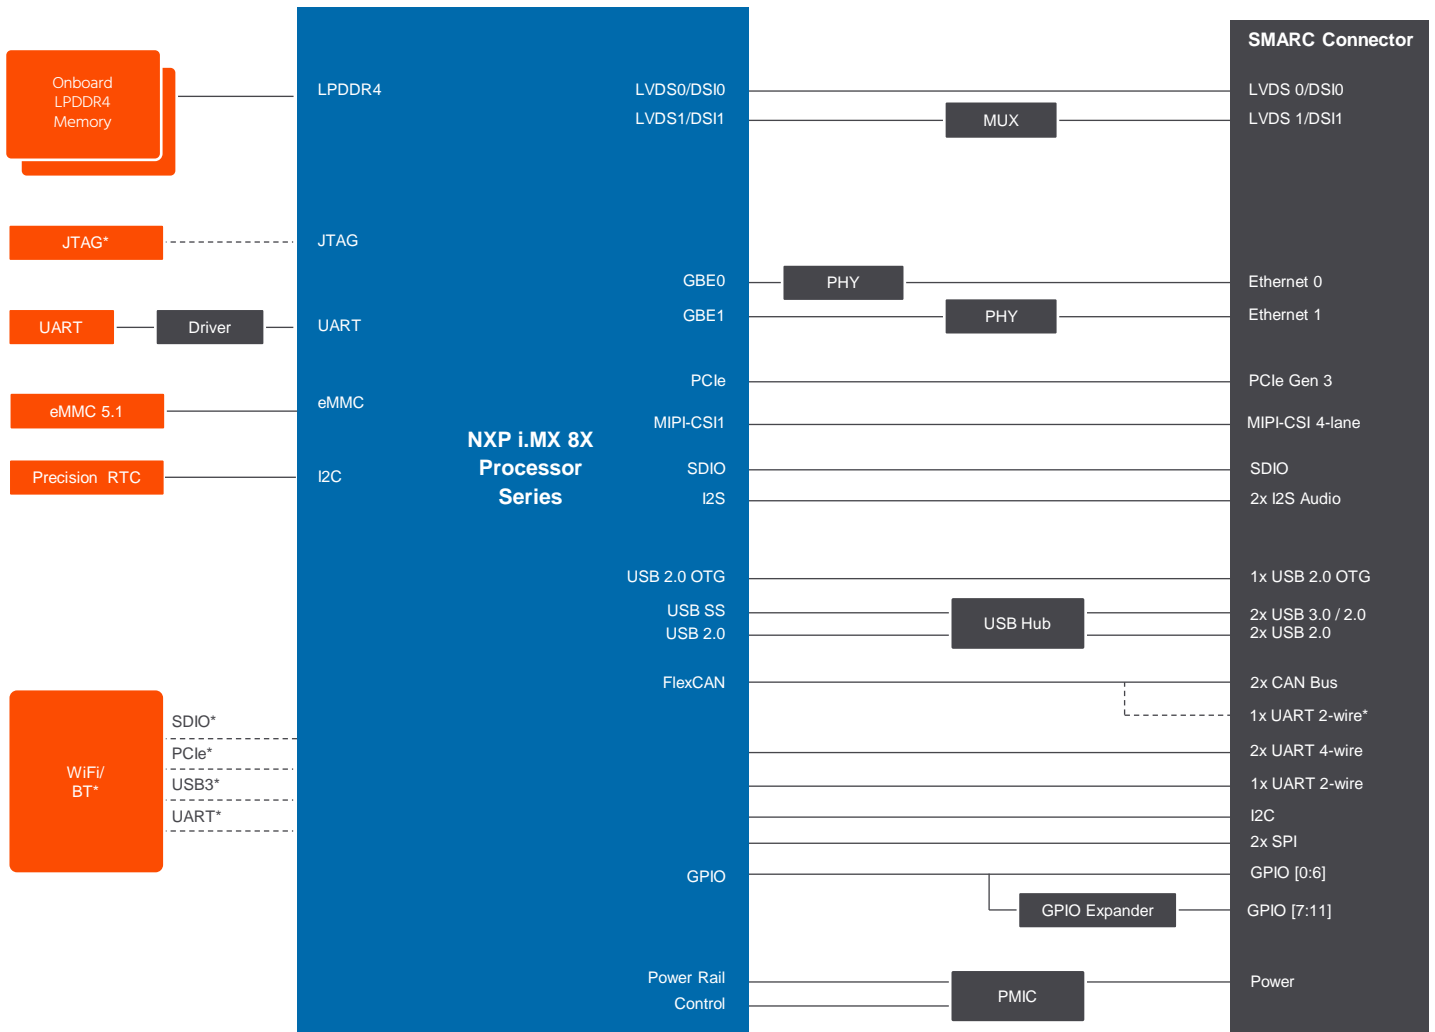 Onboard
LPDDR4
Memory
JTAG*
UART
Driver
eMMC 5.1
Precision RTC
WiFi/
BT*
SDIO*
PCIe*
USB3*
UART*
LPDDR4
JTAG
UART
eMMC
I2C
NXP i.MX 8X
Processor
Series
LVDS0/DSI0
LVDS1/DSI1
GBE0
GBE1
PCIe
MIPI-CSI1
SDIO
I2S
USB 2.0 OTG
USB SS
USB 2.0
FlexCAN
GPIO
Power Rail
Control
MUX
PHY
PHY
USB Hub
GPIO Expander
PMIC
SMARC Connector
LVDS 0/DSI0
LVDS 1/DSI1
Ethernet 0
Ethernet 1
PCIe Gen 3
MIPI-CSI 4-lane
SDIO
2x I2S Audio
1x USB 2.0 OTG
2x USB 3.0 / 2.0
2x USB 2.0
2x CAN Bus
1x UART 2-wire*
2x UART 4-wire
1x UART 2-wire
I2C
2x SPI
GPIO [0:6]
GPIO [7:11]
Power